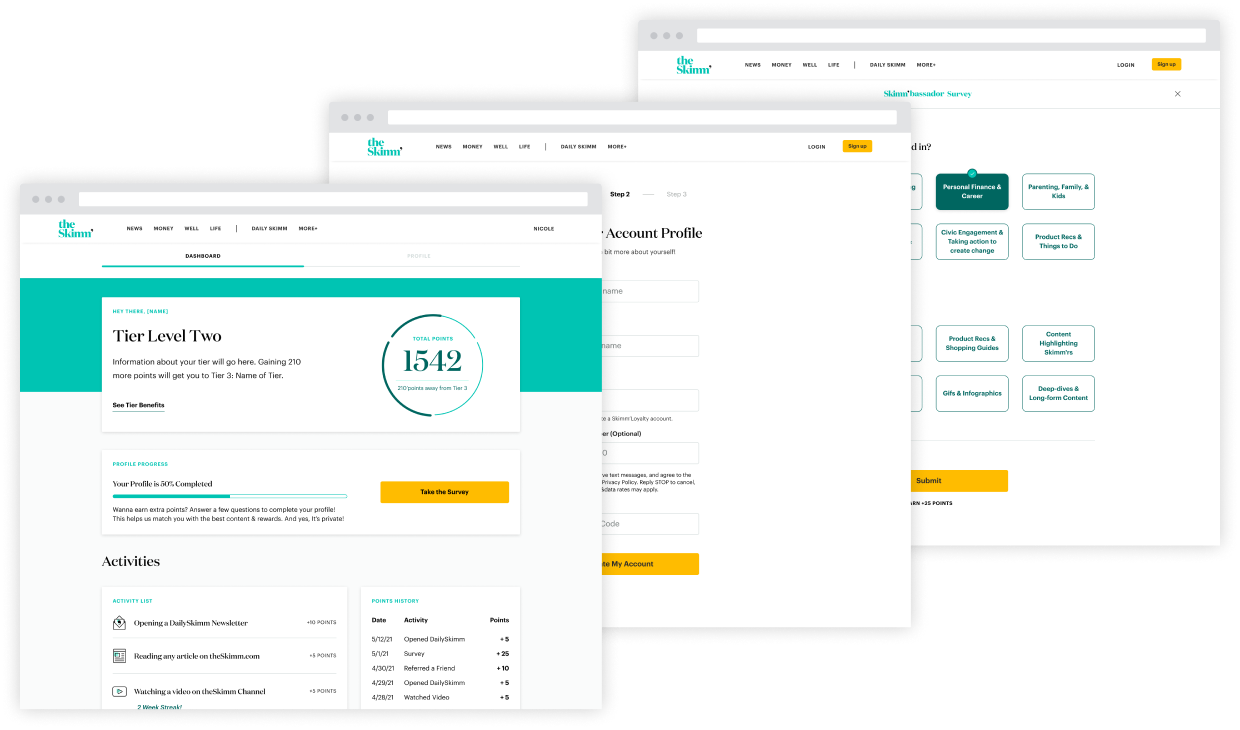 the
Skimm'
NEWS MONEY WELL LIFE | DAILY SKIMM MORE+
NICOLE
DASHBOARD
PROFILE
HEY THERE, [NAME]
Tier Level Two
Information about your tier will go here. Gaining 210
more points will get you to Tier 3: Name of Tier.
See Tier Benefits
TOTAL POINTS
1542
210'points away from Tier 3
PROFILE PROGRESS
Your Profile is 50% Completed
Wanna earn extra points? Answer a few questions to complete your profile!
This helps us match you with the best content & rewards. And yes, It's private!
Take the Survey
Activities
ACTIVITY LIST
Opening a DailySkimm Newsletter +10 POINTS
Reading any article on theSkimm.com +5 POINTS
Watching a video on theSkimm Channel +5 POINTS
2 Week Streak!
POINTS HISTORY
Date Activity Points
5/12/21 Opened DailySkimm + 5
5/1/21 Survey + 25
4/30/21 Referred a Friend + 10
4/29/21 Opened DailySkimm + 5
4/28/21 Watched Video + 5
the
Skimm'
NEWS MONEY WELL LIFE | DAILY SKIMM MORE+
LOGIN
Sign up
Step 2
Step 3
Account Profile
bit more about yourself!
name
name
te a Skimm'Loyalty account.
er (Optional)
0
ve text messages, and agree to the
Privacy Policy. Reply STOP to cancel,
&data rates may apply.
Code
te My Account
the
Skimm'
NEWS MONEY WELL LIFE | DAILY SKIMM MORE+
LOGIN
Sign up
Skimm'bassador Survey
d in?
g
Personal Finance &
Career
Parenting, Family, &
Kids
Civic Engagement &
Taking action to
create change
Product Recs &
Things to Do
Product Recs &
Shopping Guides
Content
Highlighting
Skimm'rs
Gifs & Infographics
Deep-dives &
Long-form Content
Submit
ARN +25 POINTS